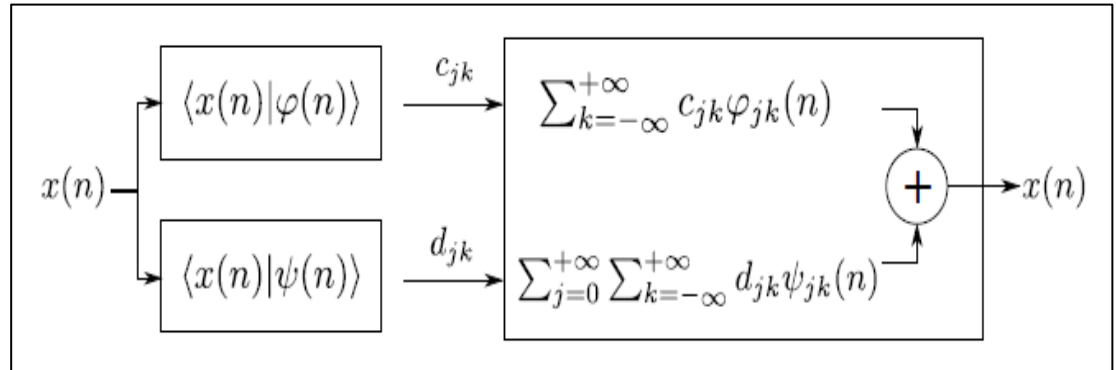 ⟨x(n)|φ(n)⟩
c_{jk}
∑_{k=−∞}^{+∞} c_{jk}φ_{jk}(n)
x(n)
+
x(n)
⟨x(n)|ψ(n)⟩
d_{jk}
∑_{j=0}^{+∞} ∑_{k=−∞}^{+∞} d_{jk}ψ_{jk}(n)